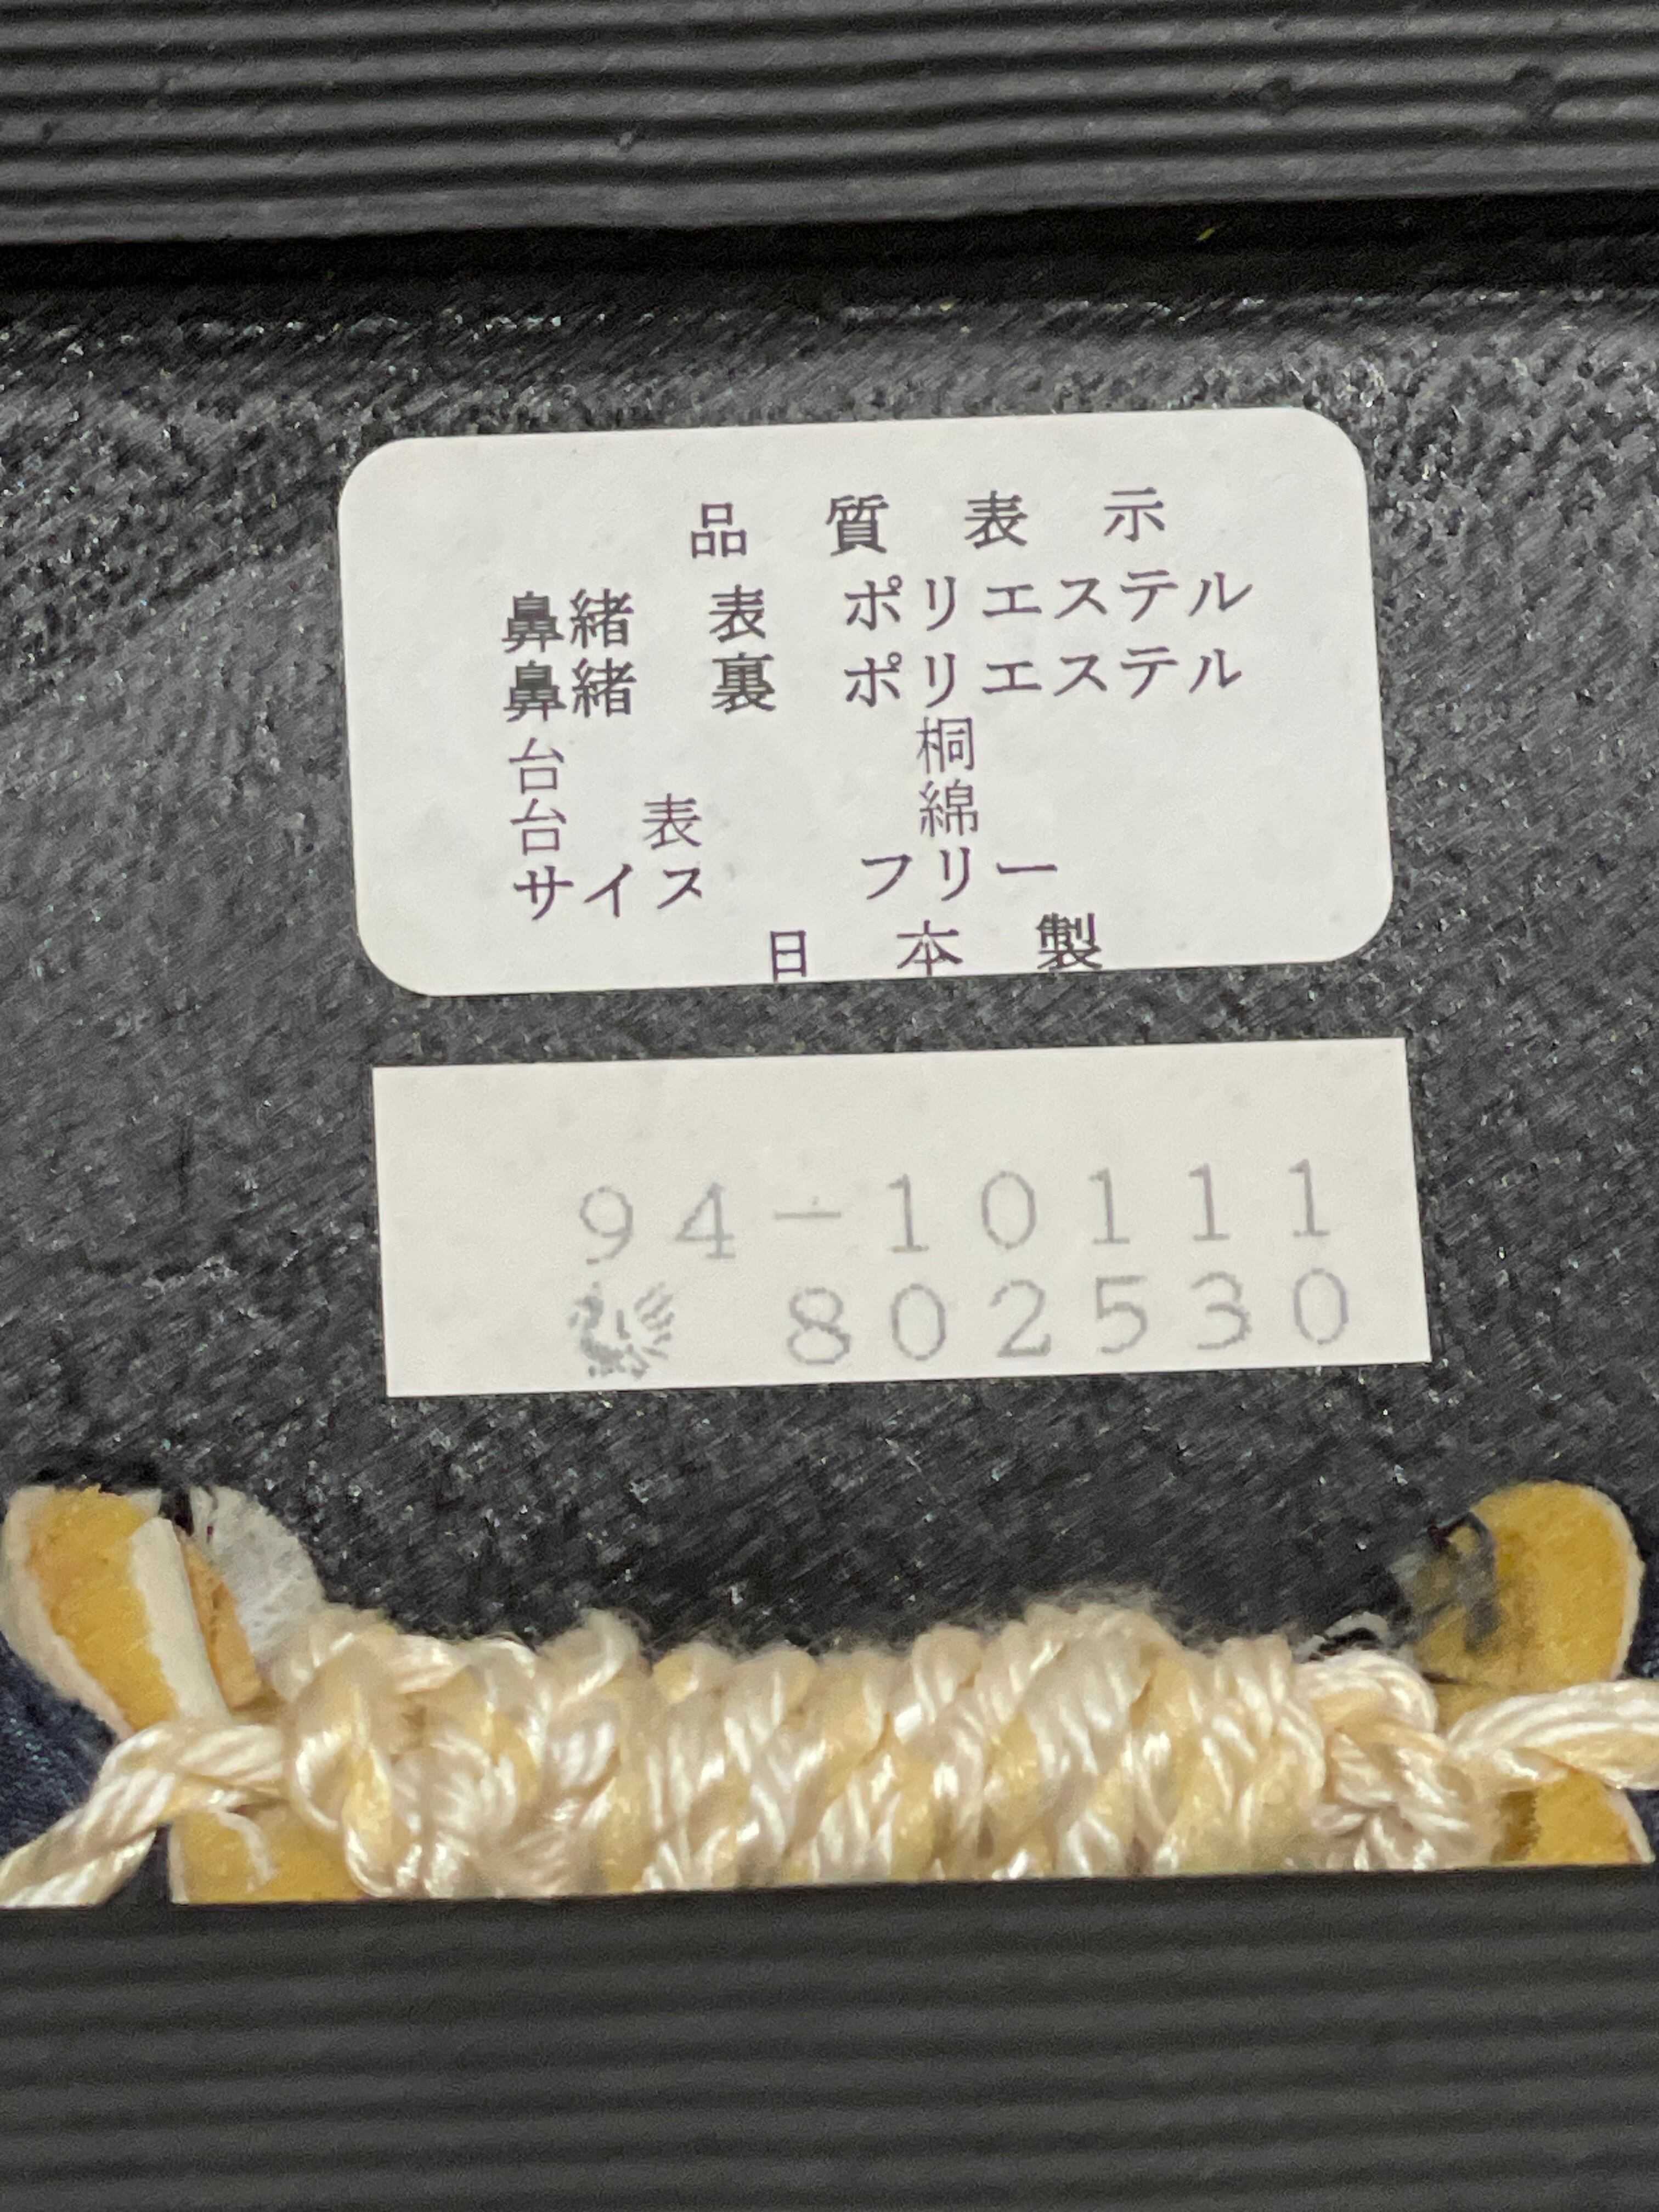 品質表示
鼻緒 表 ポリエステル
鼻緒 裏 ポリエステル
台 桐
台 表 綿
サイズ フリー
日本製
94-10111
802530